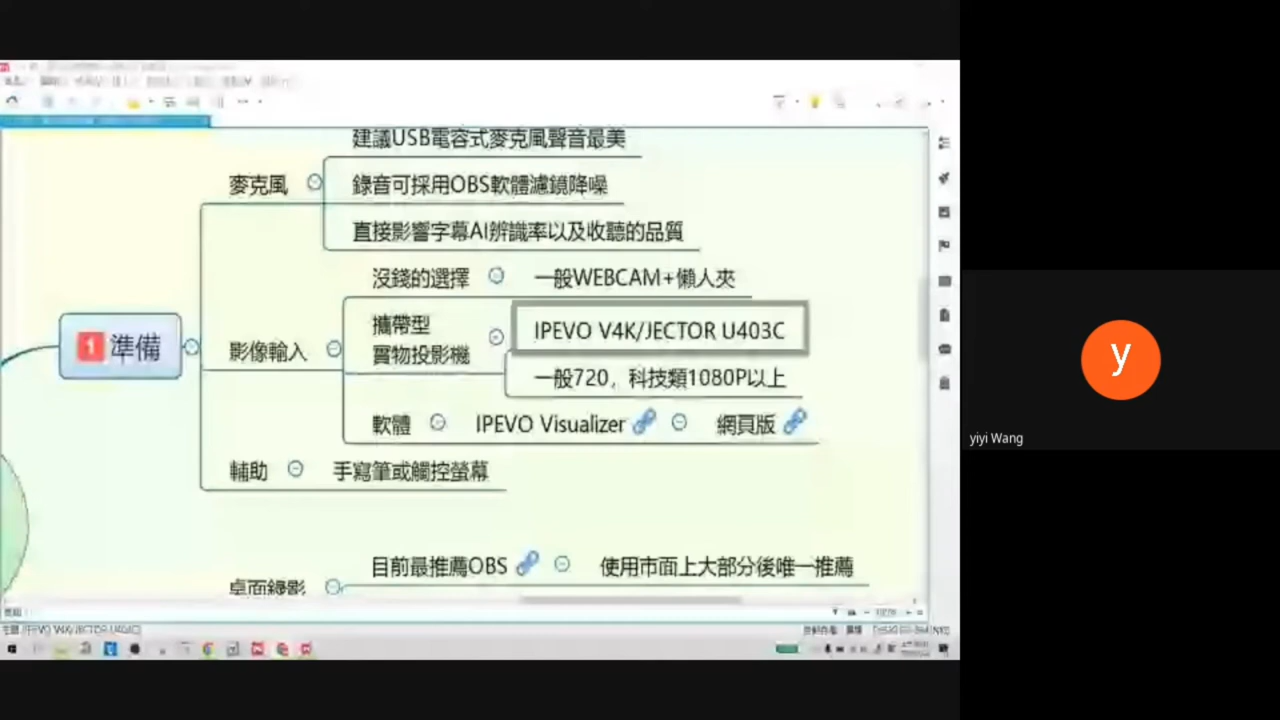 建議USB電容式麥克風聲音最美
麥克風
錄音可採用OBS軟體濾鏡降噪
直接影響字幕AI辨識率以及收聽的品質
沒錢的選擇
一般WEBCAM+懶人夾
攜帶型
實物投影機
IPEVO V4K/JECTOR U403C
1 準備
影像輸入
一般720，科技類1080P以上
軟體
IPEVO Visualizer
網頁版
輔助
手寫筆或觸控螢幕
目前最推薦OBS
使用市面上大部分後唯一推薦
桌面錄影
y
yiyi Wang